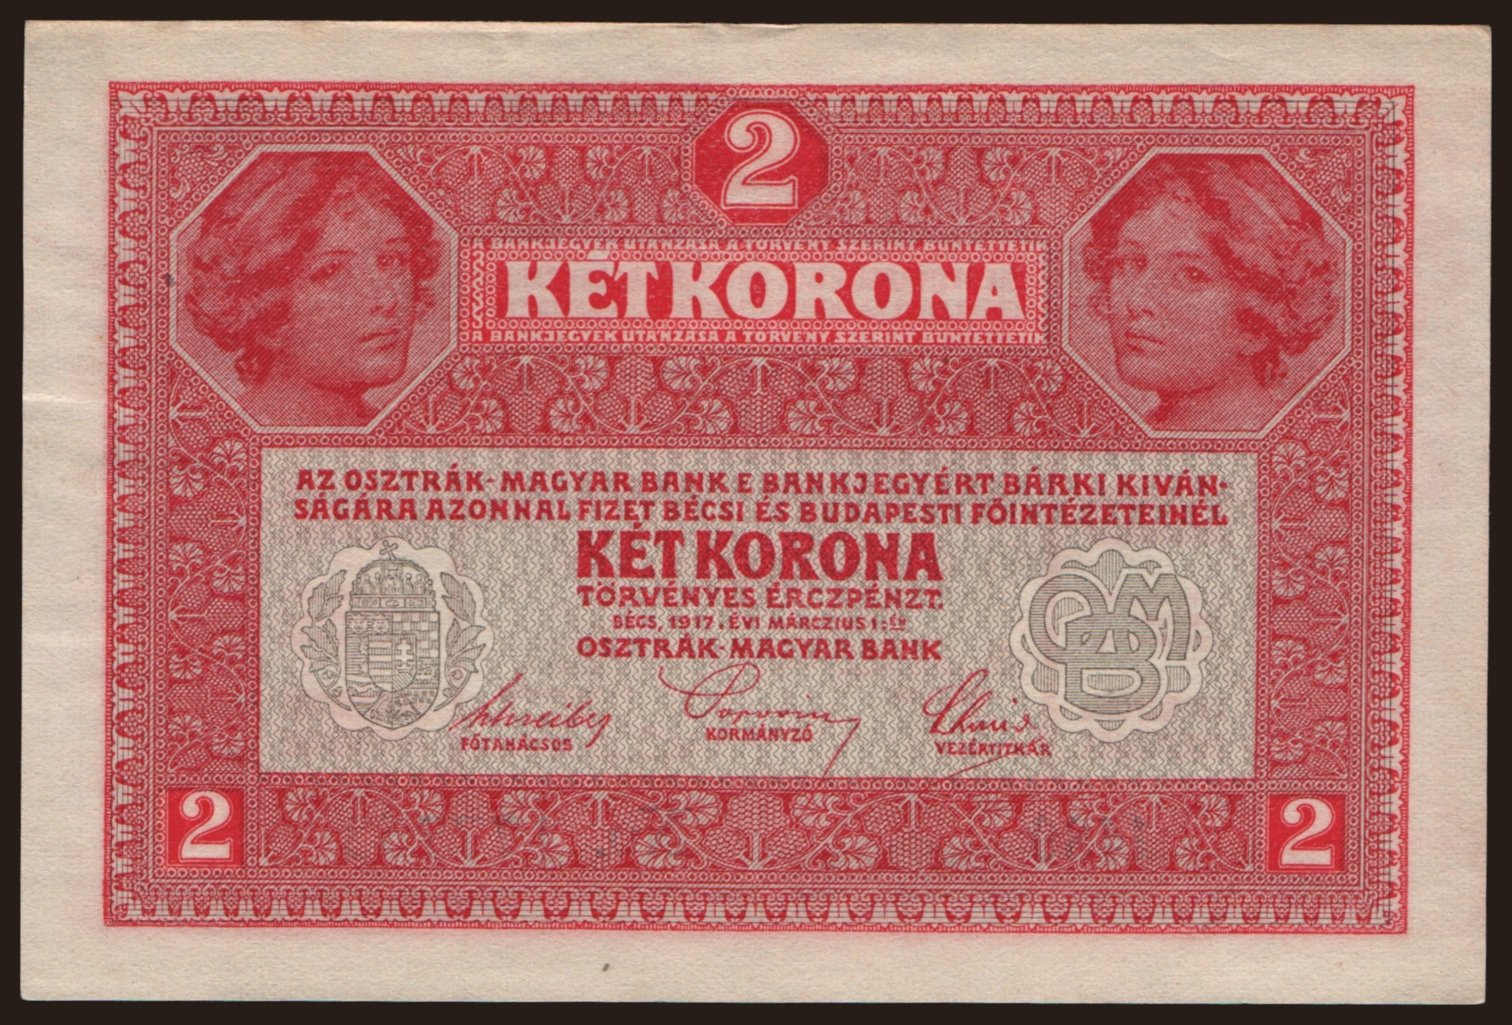 2
A BANKJEGYEK UTÁNZÁSA A TÖRVÉNY SZERINT BÜNTETTETIK
KÉT KORONA
A BANKJEGYEK UTÁNZÁSA A TÖRVÉNY SZERINT BÜNTETTETIK
AZ OSZTRÁK-MAGYAR BANK E BANKJEGYÉRT BÁRKI KIVÁN-
SÁGÁRA AZONNAL FIZET BÉCSI ÉS BUDAPESTI FŐINTÉZETEINÉL
KÉT KORONA
TÖRVÉNYES ÉRCZPÉNZT.
BÉCS, 1917. ÉVI MÁRCZIUS 1-ÉN
OSZTRÁK-MAGYAR BANK
FŐTANÁCSOS KORMÁNYZÓ VEZÉRTITKÁR
2 2